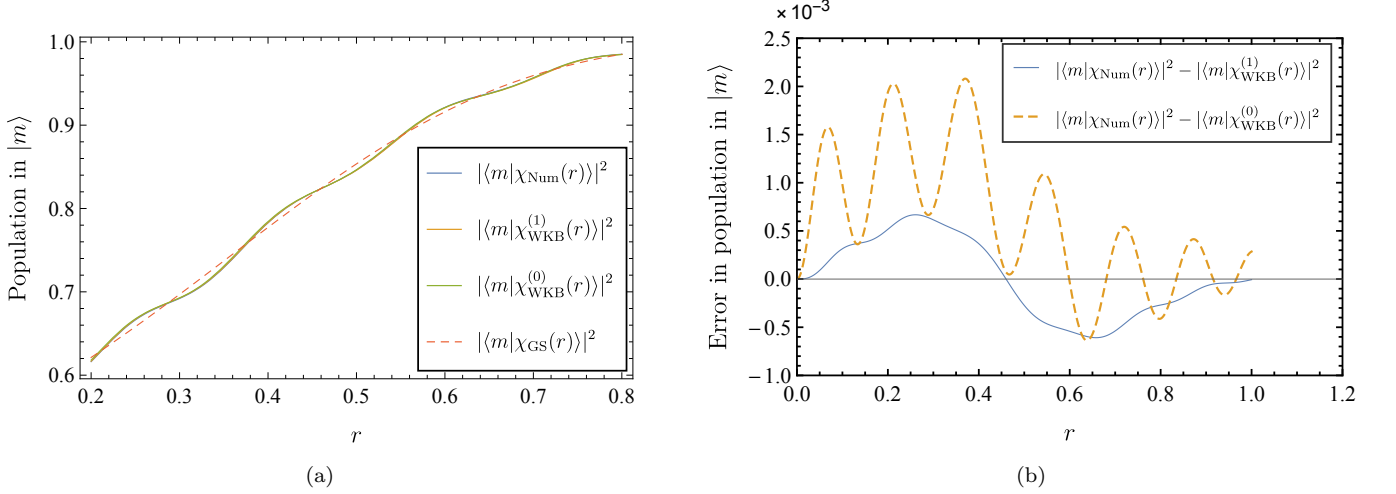 Population in |m⟩
1.0
0.9
0.8
0.7
0.6
0.2 0.3 0.4 0.5 0.6 0.7 0.8
r
|⟨m|χ_Num(r)⟩|²
|⟨m|χ_WKB^(1)(r)⟩|²
|⟨m|χ_WKB^(0)(r)⟩|²
|⟨m|χ_GS(r)⟩|²
(a)
× 10⁻³
Error in population in |m⟩
2.5
2.0
1.5
1.0
0.5
0.0
−0.5
−1.0
0.0 0.2 0.4 0.6 0.8 1.0 1.2
r
|⟨m|χ_Num(r)⟩|² − |⟨m|χ_WKB^(1)(r)⟩|²
|⟨m|χ_Num(r)⟩|² − |⟨m|χ_WKB^(0)(r)⟩|²
(b)